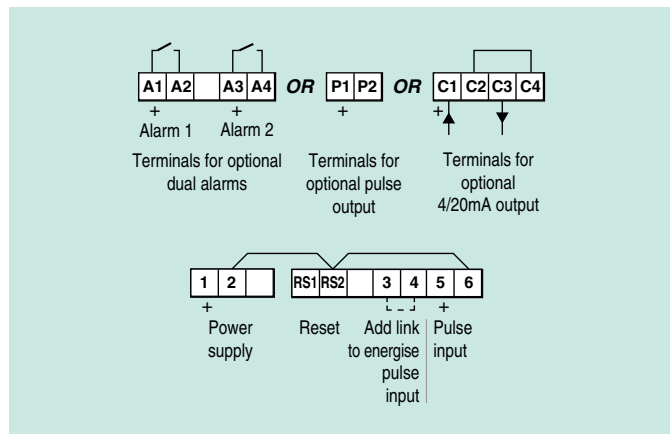 A1 A2 A3 A4 OR P1 P2 OR C1 C2 C3 C4
+ + + +
Alarm 1 Alarm 2
Terminals for optional
dual alarms
Terminals for
optional pulse
output
Terminals for
optional
4/20mA output
1 2 RS1 RS2 3 4 5 6
+ +
Power
supply
Reset
Add link
to energise
pulse
input
Pulse
input